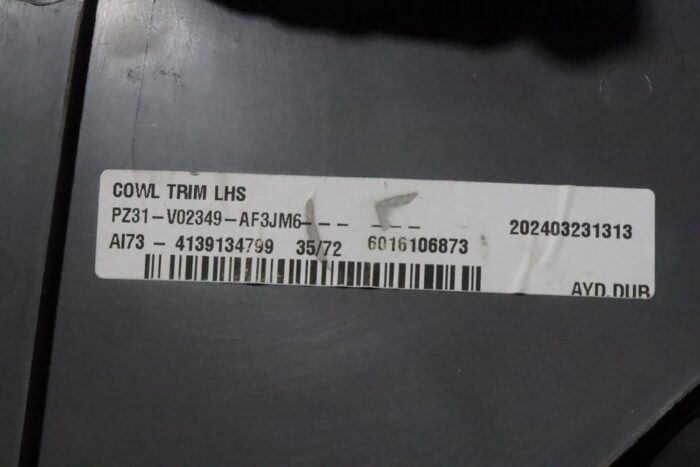 COWL TRIM LHS
PZ31-V02349-AF3JM6- - - - - - -
202403231313
AI73 - 4139134799 35/72 6016106873
AYD.DUB